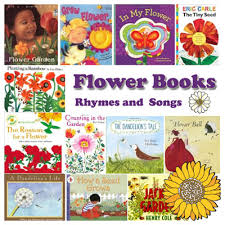 Flower Garden
Grow Flower
In My Flower
ERIC CARLE
The Tiny Seed
Planting a Rainbow
Flower Books
Rhymes and Songs
The Reason
for a Flower
Counting in the
Garden
THE DANDELION'S TALE
Flower Ball
A Dandelion's Life
How a Seed
Grows
JACK'S
GARDEN
HENRY COLE